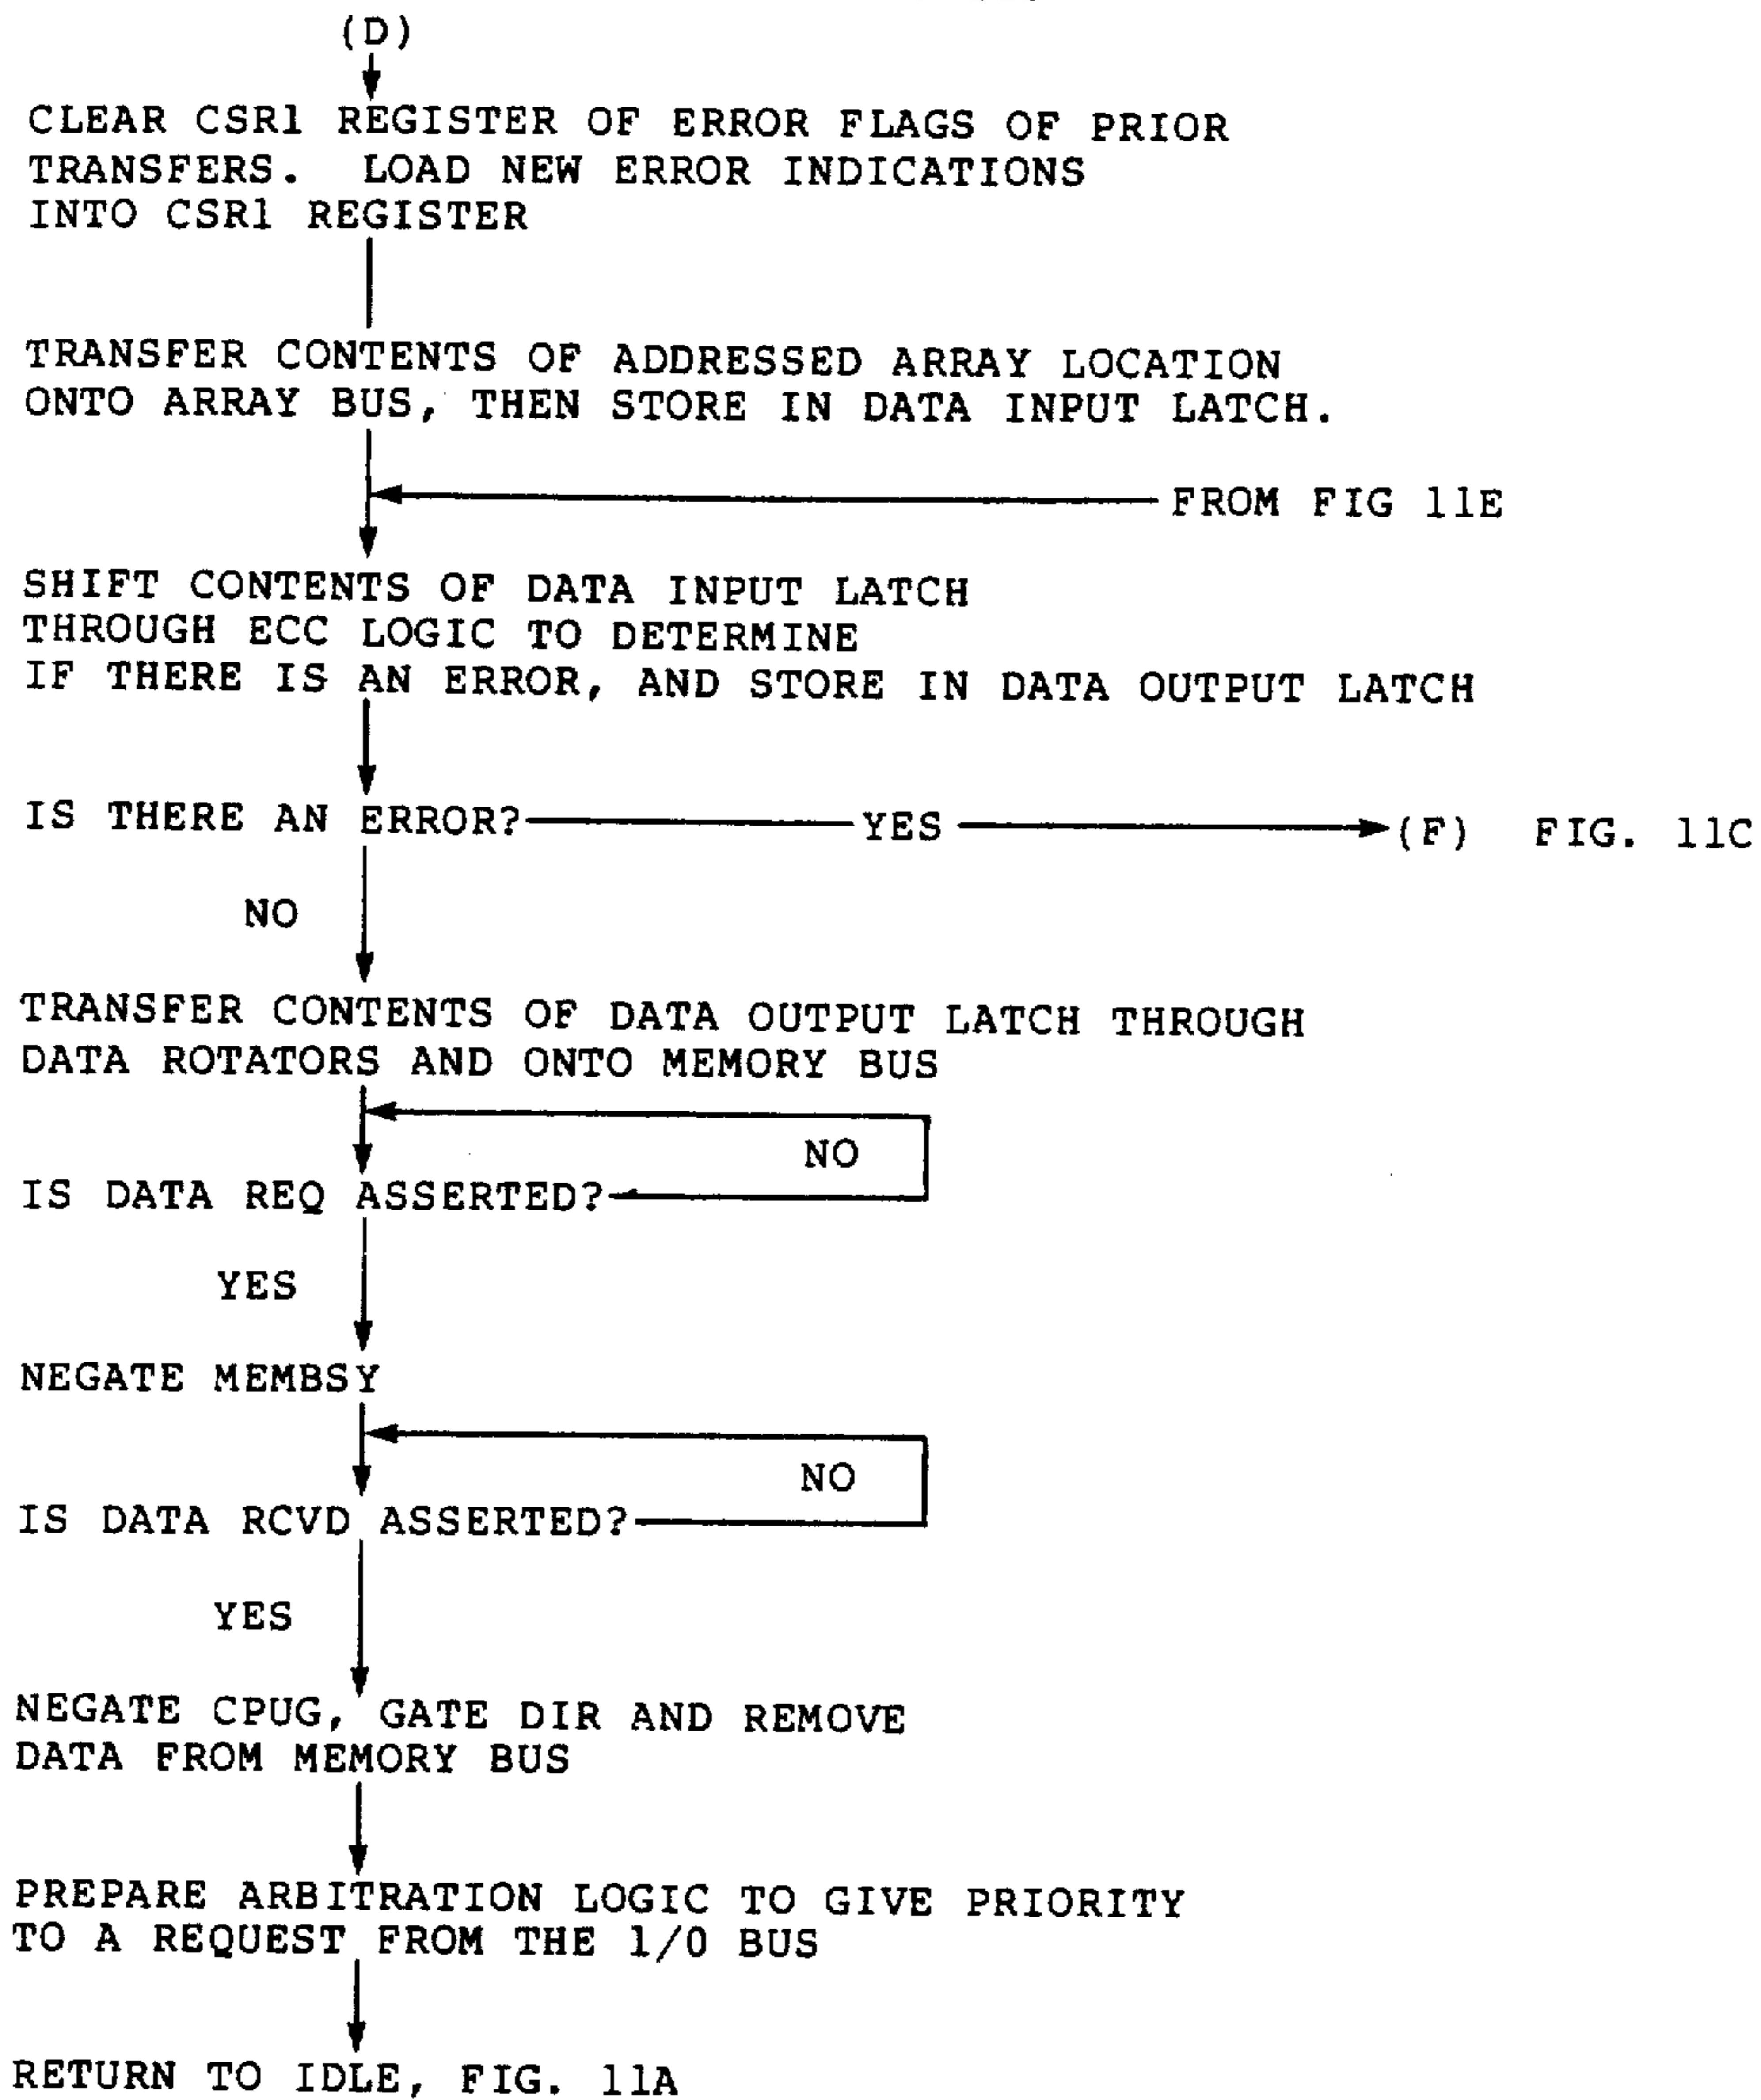 (D)
CLEAR CSR1 REGISTER OF ERROR FLAGS OF PRIOR
TRANSFERS. LOAD NEW ERROR INDICATIONS
INTO CSR1 REGISTER
TRANSFER CONTENTS OF ADDRESSED ARRAY LOCATION
ONTO ARRAY BUS, THEN STORE IN DATA INPUT LATCH.
FROM FIG 11E
SHIFT CONTENTS OF DATA INPUT LATCH
THROUGH ECC LOGIC TO DETERMINE
IF THERE IS AN ERROR, AND STORE IN DATA OUTPUT LATCH
IS THERE AN ERROR? YES (F) FIG. 11C
NO
TRANSFER CONTENTS OF DATA OUTPUT LATCH THROUGH
DATA ROTATORS AND ONTO MEMORY BUS
NO
IS DATA REQ ASSERTED?
YES
NEGATE MEMBSY
NO
IS DATA RCVD ASSERTED?
YES
NEGATE CPUG, GATE DIR AND REMOVE
DATA FROM MEMORY BUS
PREPARE ARBITRATION LOGIC TO GIVE PRIORITY
TO A REQUEST FROM THE 1/0 BUS
RETURN TO IDLE, FIG. 11A